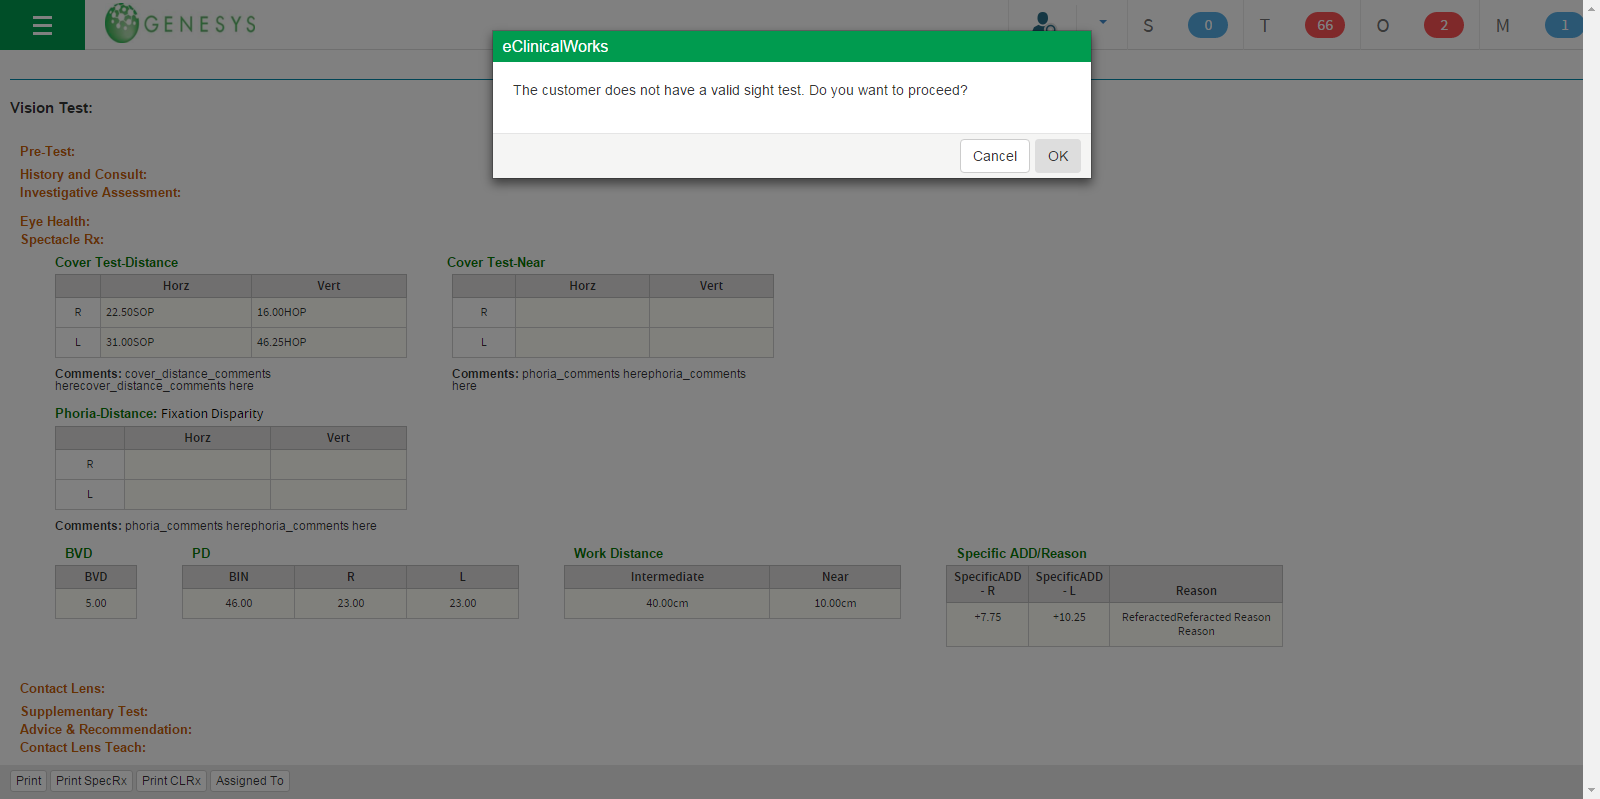 GENESYS
S 0 T 66 O 2 M 1
eClinicalWorks
The customer does not have a valid sight test. Do you want to proceed?
Cancel OK
Vision Test:
Pre-Test:
History and Consult:
Investigative Assessment:
Eye Health:
Spectacle Rx:
Cover Test-Distance
Horz Vert
R 22.50SOP 16.00HOP
L 31.00SOP 46.25HOP
Comments: cover_distance_comments
herecover_distance_comments here
Cover Test-Near
Horz Vert
R
L
Comments: phoria_comments herephoria_comments
here
Phoria-Distance: Fixation Disparity
Horz Vert
R
L
Comments: phoria_comments herephoria_comments here
BVD
BVD
5.00
PD
BIN R L
46.00 23.00 23.00
Work Distance
Intermediate Near
40.00cm 10.00cm
Specific ADD/Reason
SpecificADD SpecificADD
- R - L Reason
+7.75 +10.25 ReferactedReferacted Reason
Reason
Contact Lens:
Supplementary Test:
Advice & Recommendation:
Contact Lens Teach:
Print Print SpecRx Print CLRx Assigned To